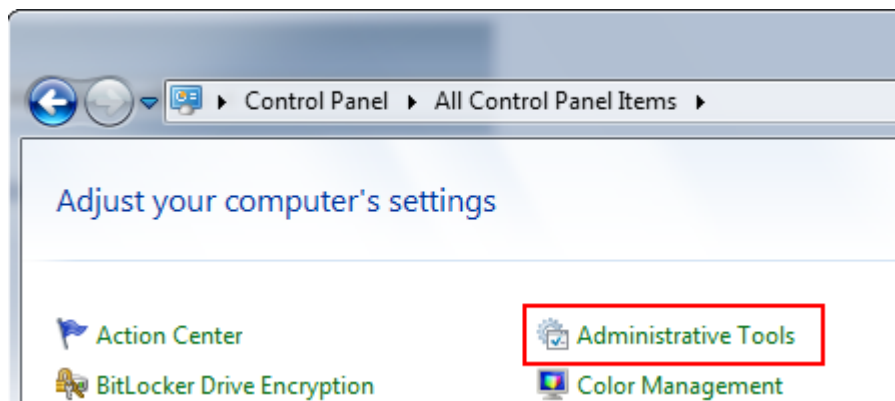 Control Panel All Control Panel Items
Adjust your computer's settings
Action Center Administrative Tools
BitLocker Drive Encryption Color Management